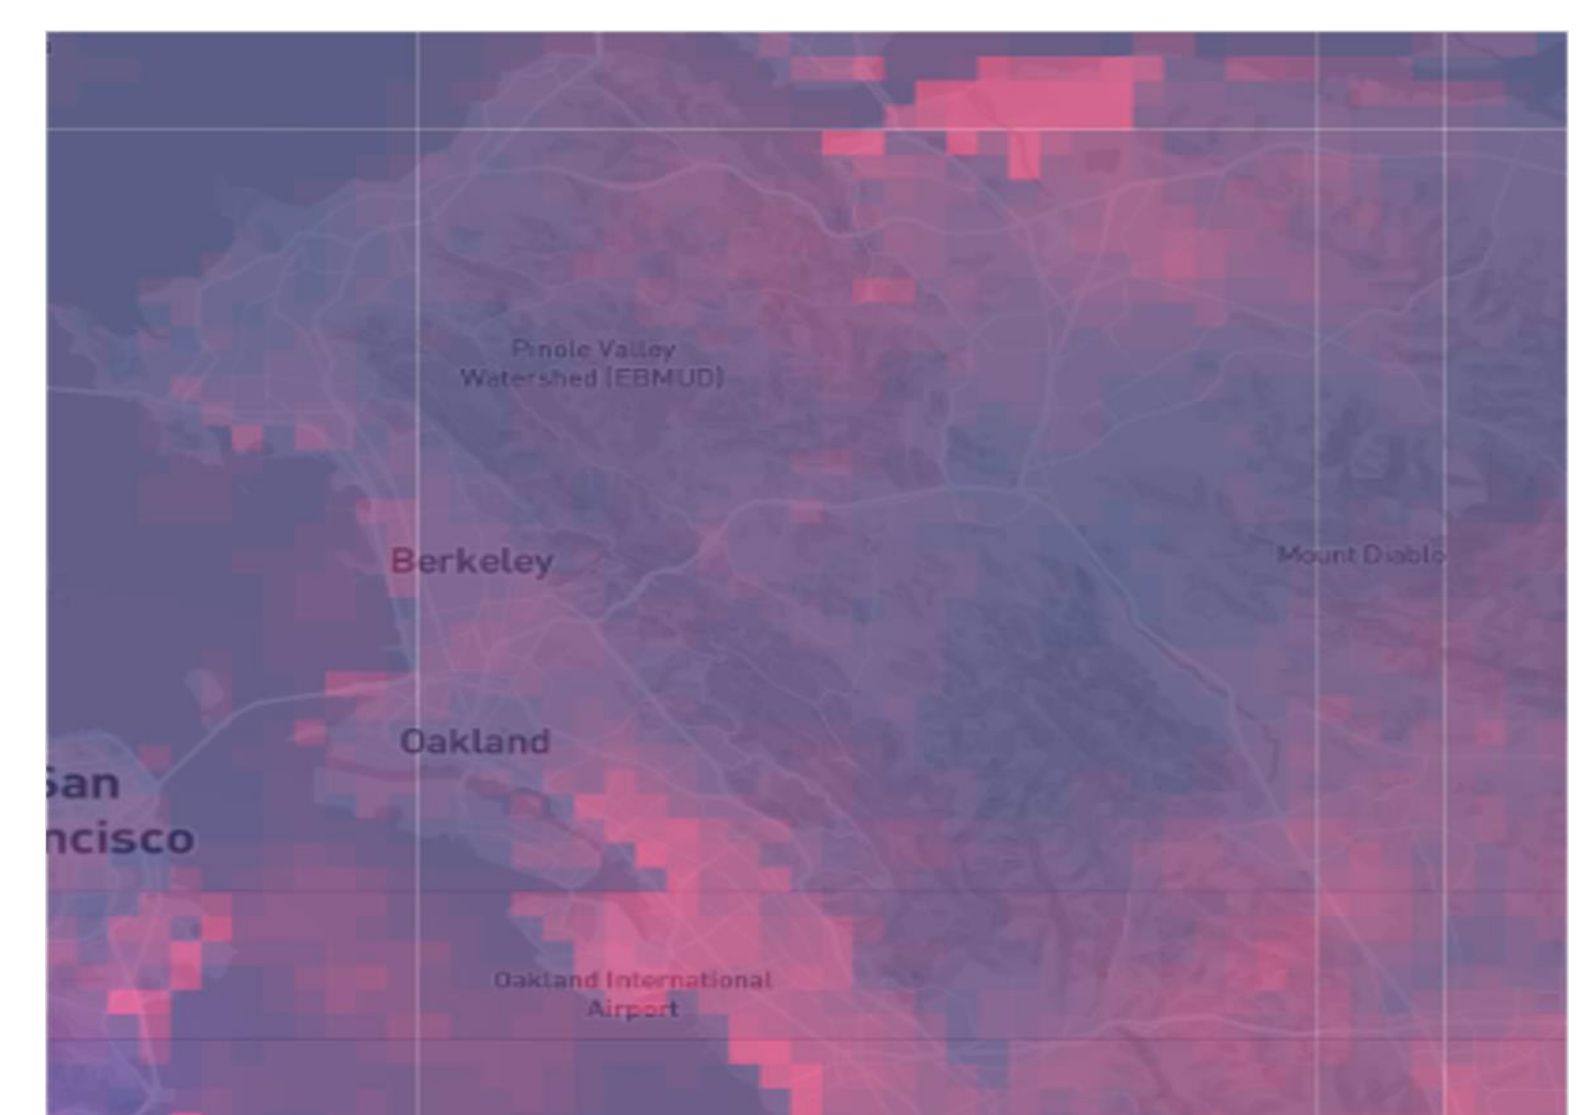 Pinole Valley
Watershed (EBMUD)
Berkeley
Mount Diablo
Oakland
San
ncisco
Oakland International
Airport